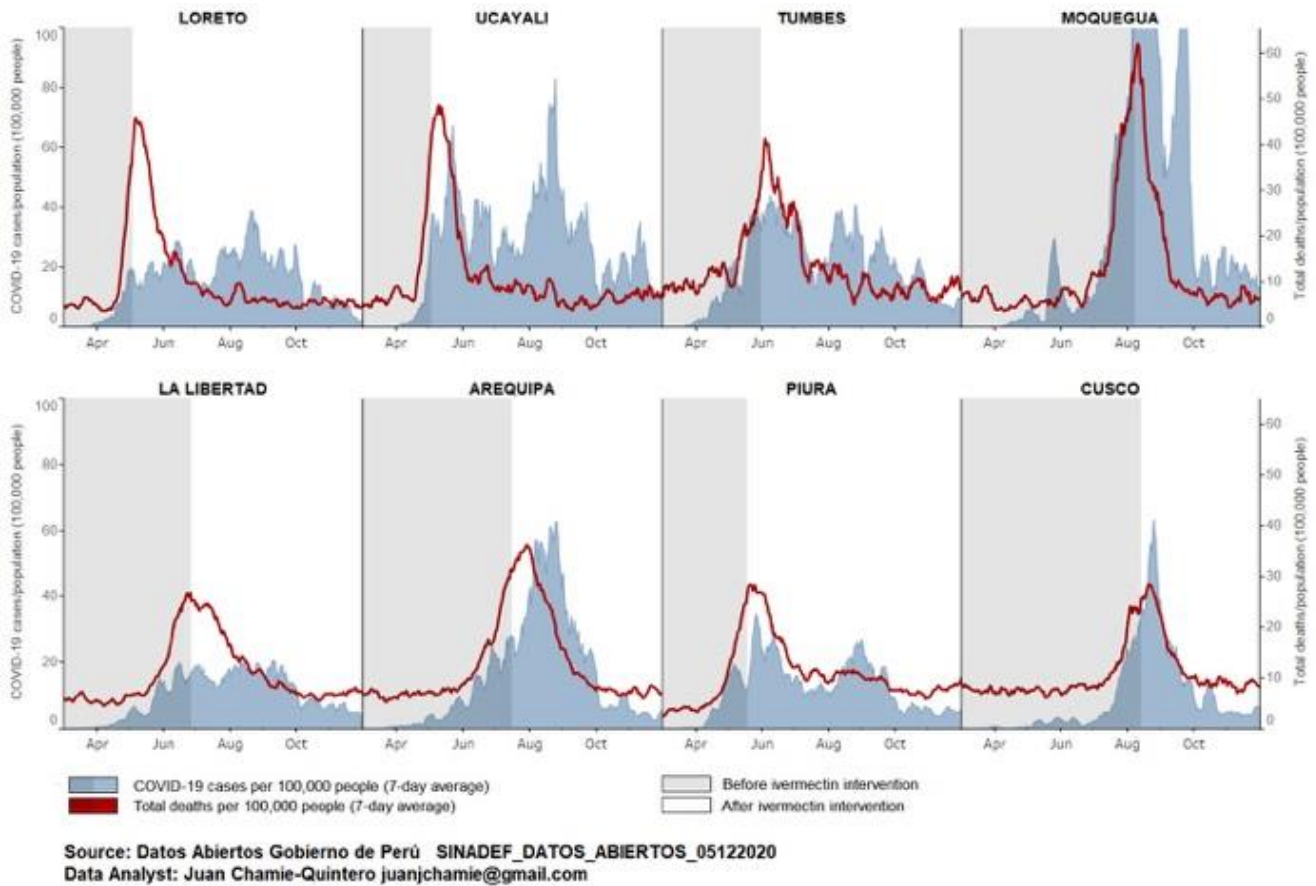 LORETO UCAYALI TUMBES MOQUEGUA
COVID-19 cases/population (100,000 people)
100
80
60
40
20
0
Total deaths/population (100,000 people)
60
50
40
30
20
10
0
Apr Jun Aug Oct Apr Jun Aug Oct Apr Jun Aug Oct Apr Jun Aug Oct
LA LIBERTAD AREQUIPA PIURA CUSCO
COVID-19 cases/population (100,000 people)
100
80
60
40
20
0
Total deaths/population (100,000 people)
60
50
40
30
20
10
0
Apr Jun Aug Oct Apr Jun Aug Oct Apr Jun Aug Oct Apr Jun Aug Oct
COVID-19 cases per 100,000 people (7-day average) Before ivermectin intervention
Total deaths per 100,000 people (7-day average) After ivermectin intervention
Source: Datos Abiertos Gobierno de Perú SINADEF_DATOS_ABIERTOS_05122020
Data Analyst: Juan Chamie-Quintero juanjchamie@gmail.com